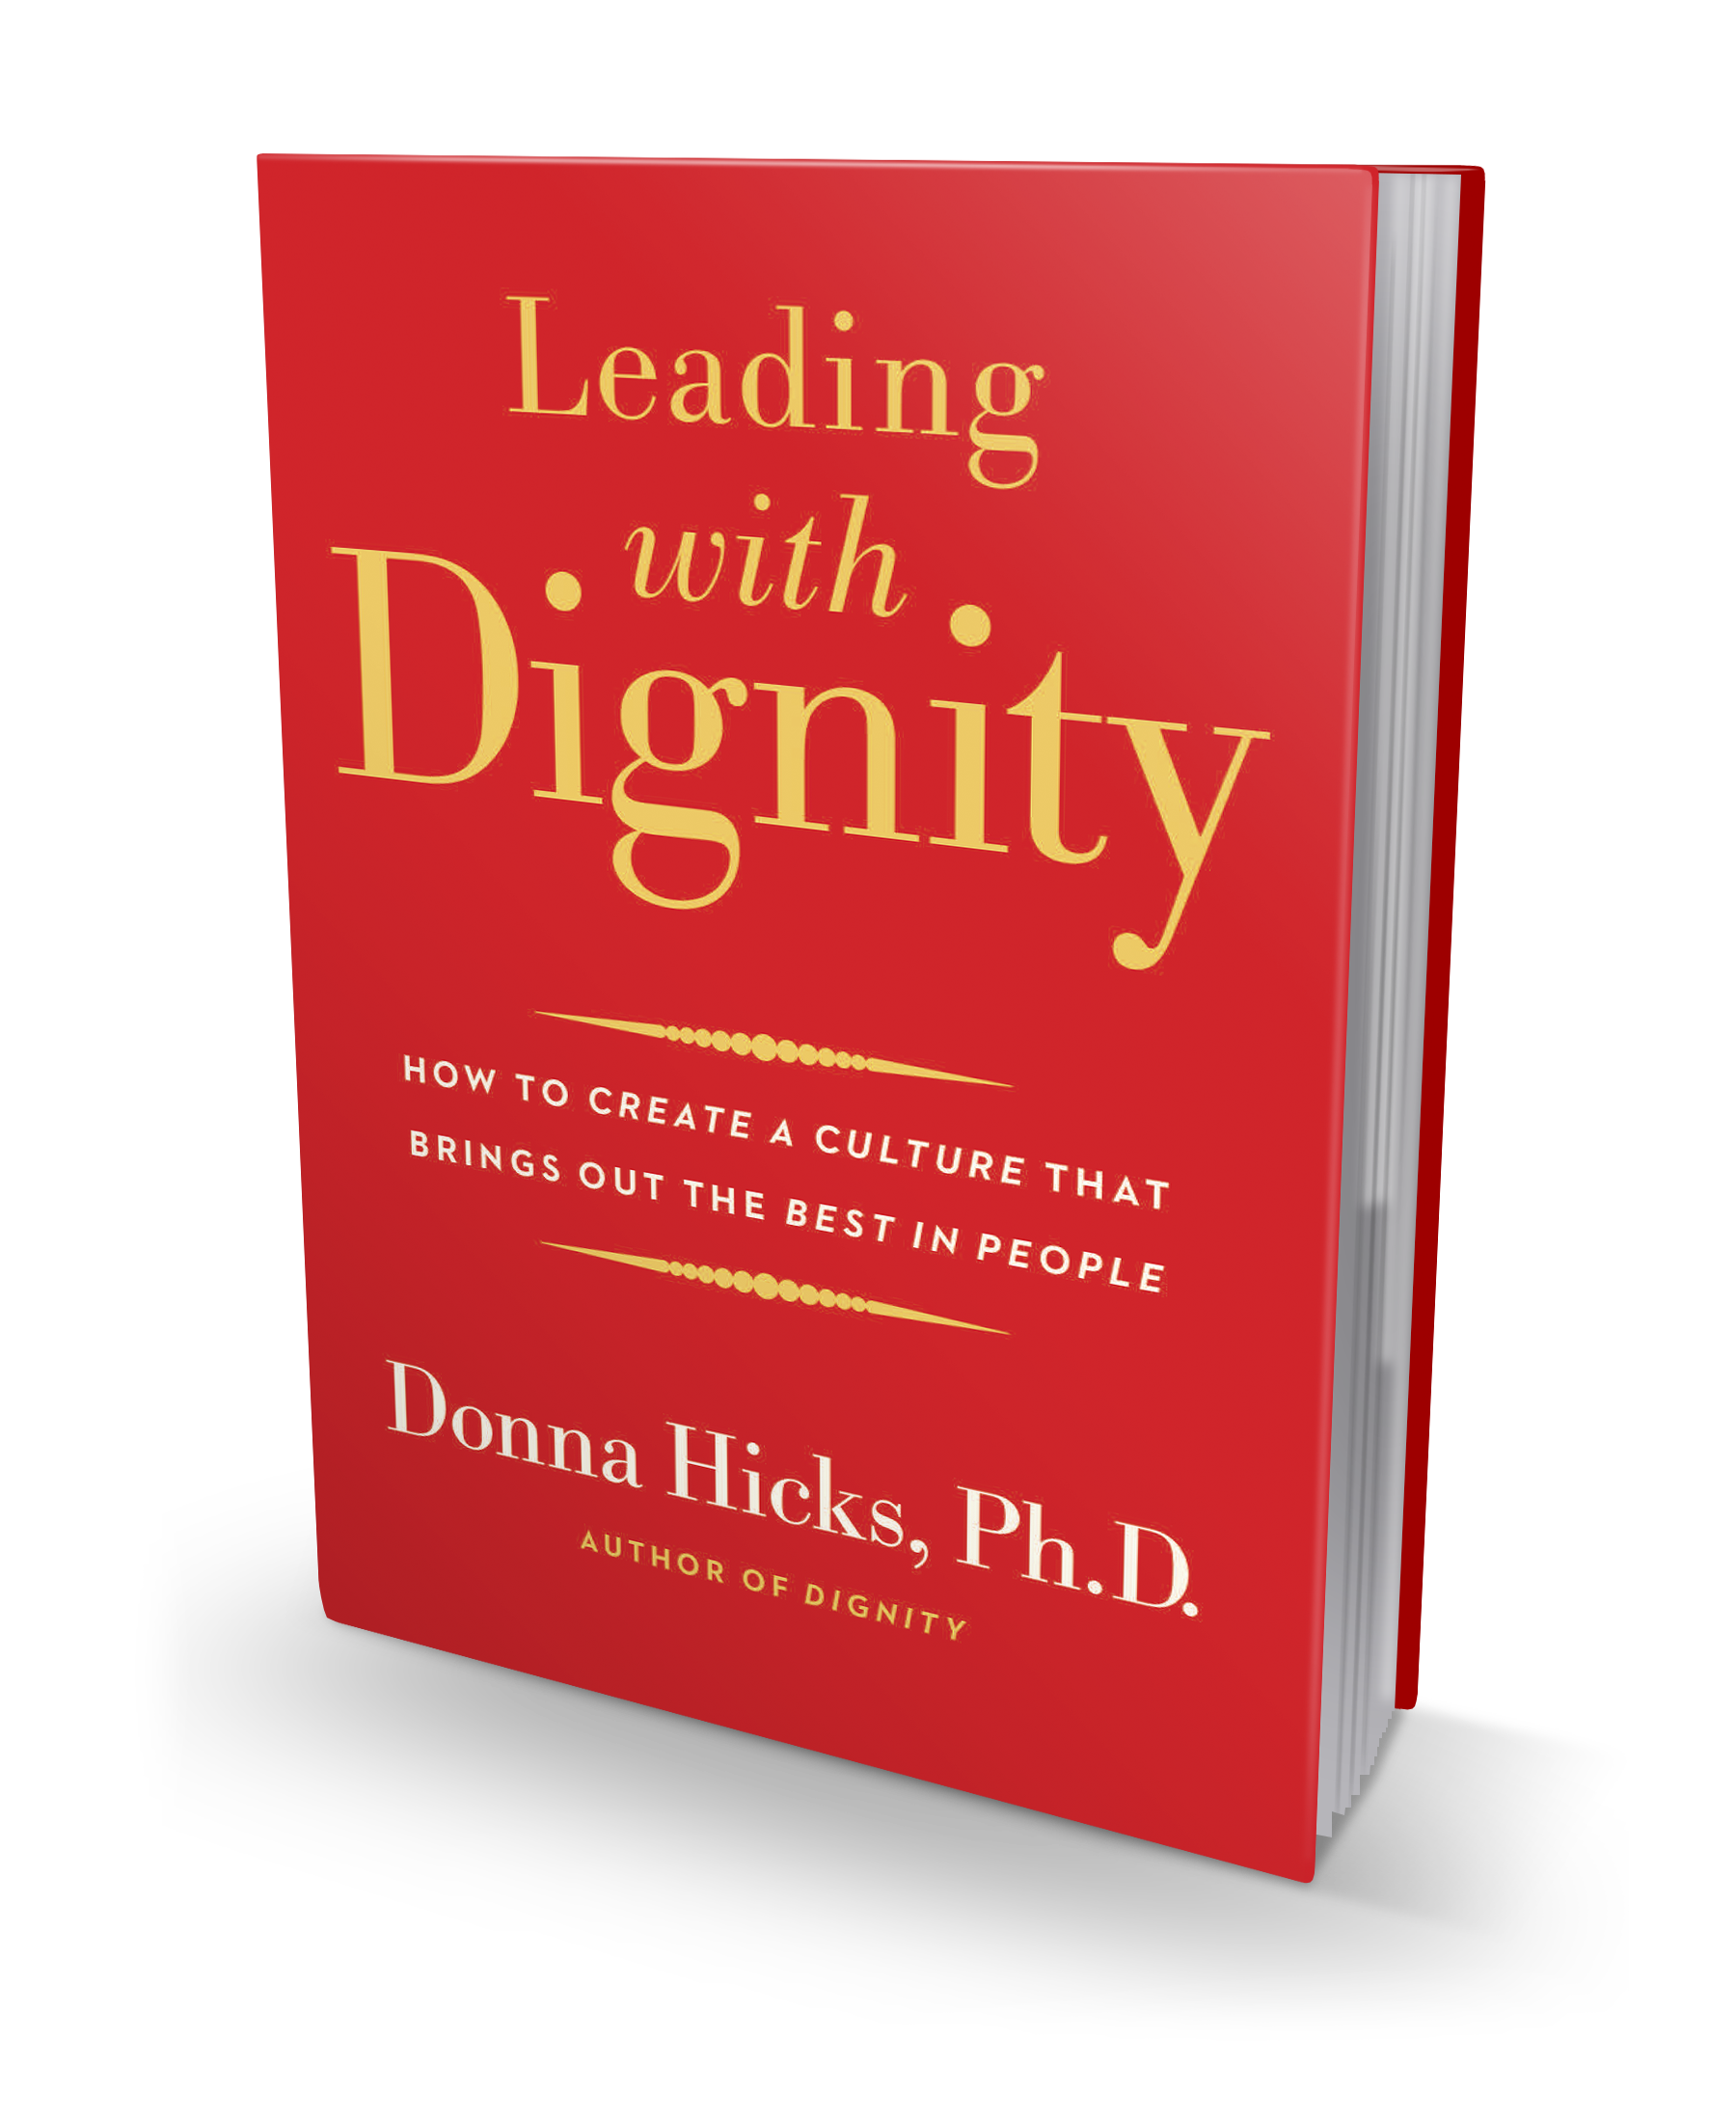 Leading
with
Dignity
HOW TO CREATE A CULTURE THAT
BRINGS OUT THE BEST IN PEOPLE
Donna Hicks, Ph.D.
AUTHOR OF DIGNITY